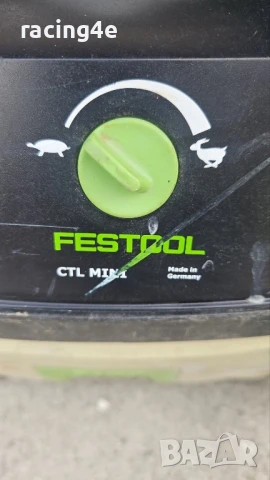 racing4e
FESTOOL
CTL MINI
Made in
Germany
BAZAR